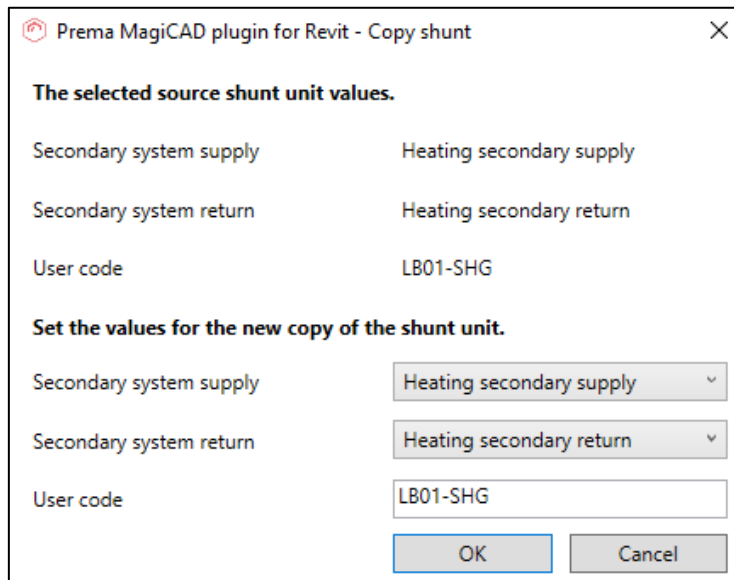 Prema MagiCAD plugin for Revit - Copy shunt
The selected source shunt unit values.
Secondary system supply Heating secondary supply
Secondary system return Heating secondary return
User code LB01-SHG
Set the values for the new copy of the shunt unit.
Secondary system supply Heating secondary supply
Secondary system return Heating secondary return
User code LB01-SHG
OK Cancel